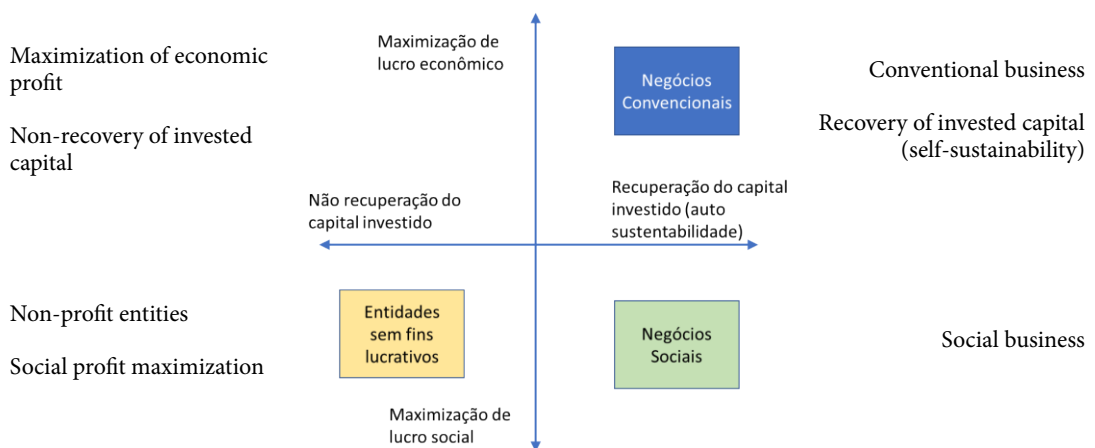 Maximization of economic
profit
Non-recovery of invested
capital
Maximização de
lucro econômico
Negócios
Convencionais
Conventional business
Recovery of invested capital
(self-sustainability)
Não recuperação do
capital investido
Recuperação do capital
investido (auto
sustentabilidade)
Non-profit entities
Social profit maximization
Entidades
sem fins
lucrativos
Negócios
Sociais
Social business
Maximização de
lucro social